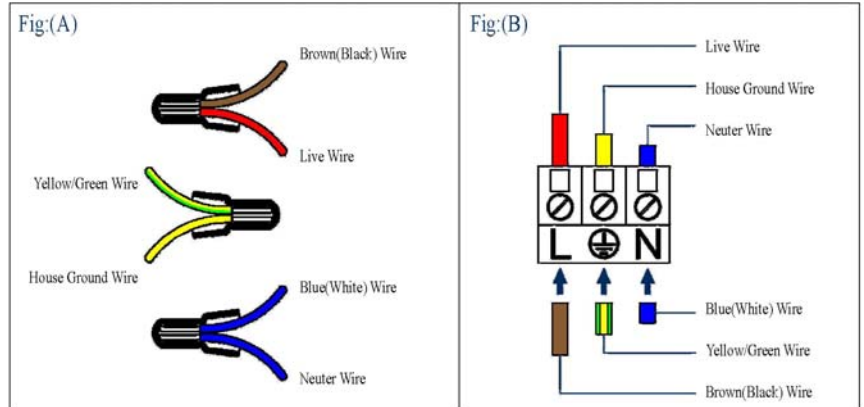 Fig:(A)
Brown(Black) Wire
Live Wire
Yellow/Green Wire
House Ground Wire
Blue(White) Wire
Neuter Wire
Fig:(B)
Live Wire
House Ground Wire
Neuter Wire
L N
Blue(White) Wire
Yellow/Green Wire
Brown(Black) Wire